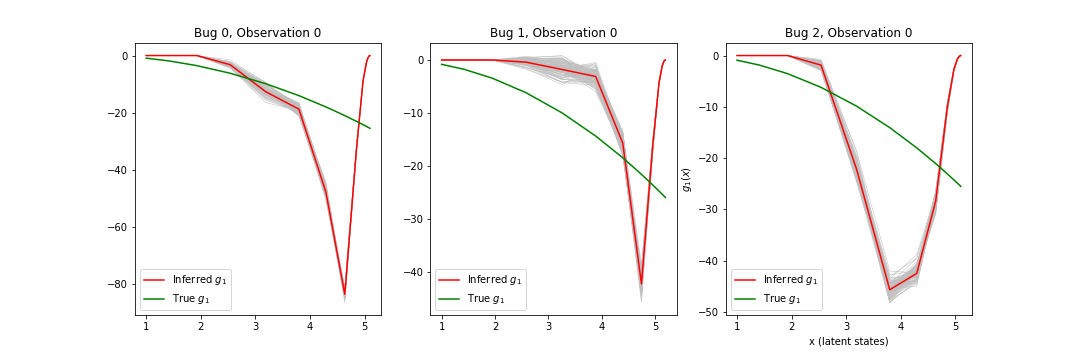 Bug 0, Observation 0
0
−20
−40
−60
−80
1 2 3 4 5
Inferred g₁
True g₁
Bug 1, Observation 0
0
−10
−20
−30
−40
1 2 3 4 5
Inferred g₁
True g₁
Bug 2, Observation 0
g₁(x)
0
−10
−20
−30
−40
−50
1 2 3 4 5
x (latent states)
Inferred g₁
True g₁